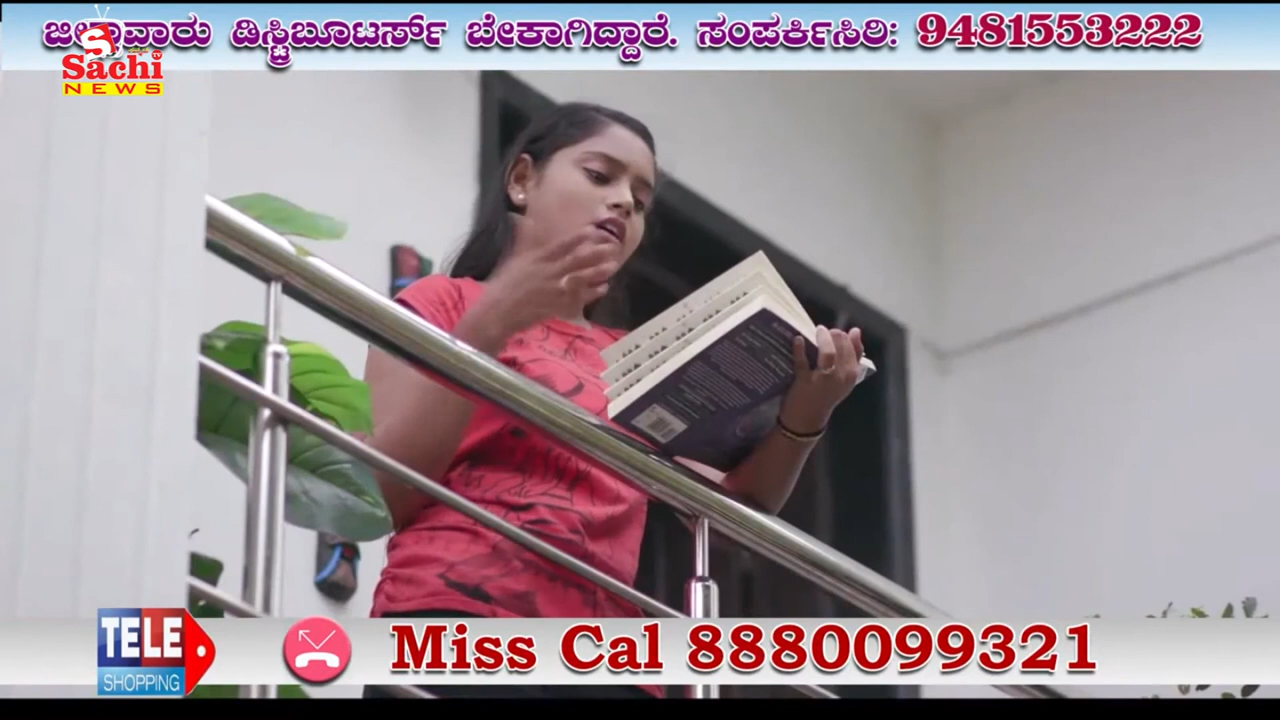 ಜಿಲ್ಲಾವಾರು ಡಿಸ್ಟ್ರಿಬೂಟರ್ಸ್ ಬೇಕಾಗಿದ್ದಾರೆ. ಸಂಪರ್ಕಿಸಿರಿ: 9481553222
Sachi
NEWS
TELE
SHOPPING
Miss Cal 8880099321